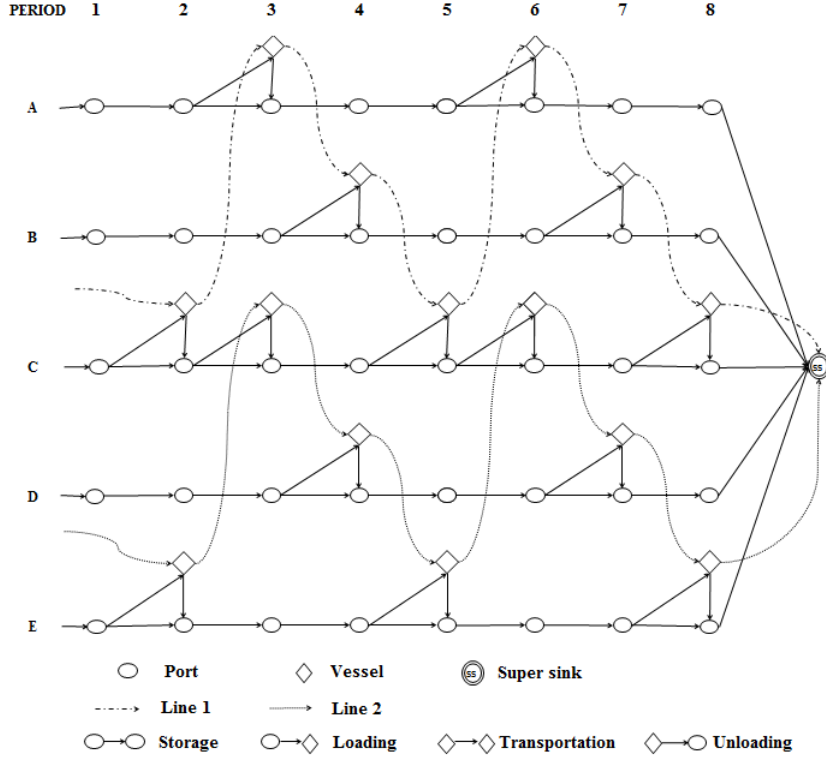 PERIOD 1 2 3 4 5 6 7 8
A
B
C
ss
D
E
Port Vessel ss Super sink
Line 1 Line 2
Storage Loading Transportation Unloading